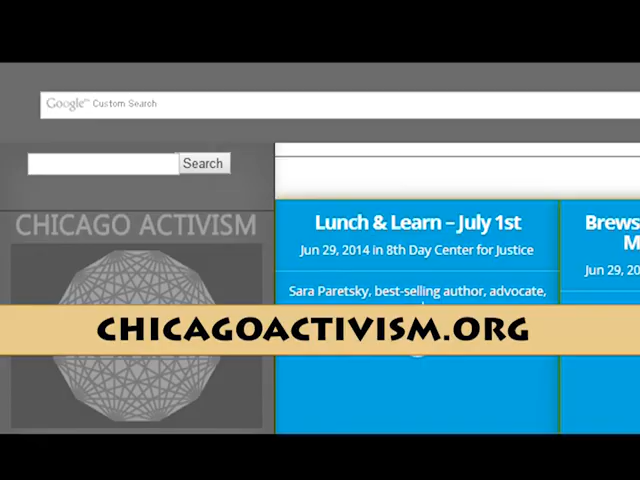 Google™ Custom Search
Search
CHICAGO ACTIVISM
Lunch & Learn – July 1st
Jun 29, 2014 in 8th Day Center for Justice
Sara Paretsky, best-selling author, advocate,
Brews
M
Jun 29, 20
CHICAGOACTIVISM.ORG